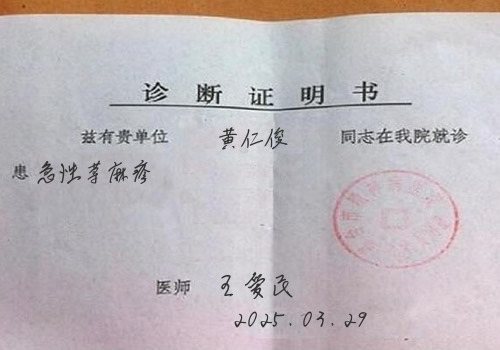 诊断证明书
兹有贵单位 黄仁俊 同志在我院就诊
患 急性荨麻疹
医师 王爱民
2025.03.29